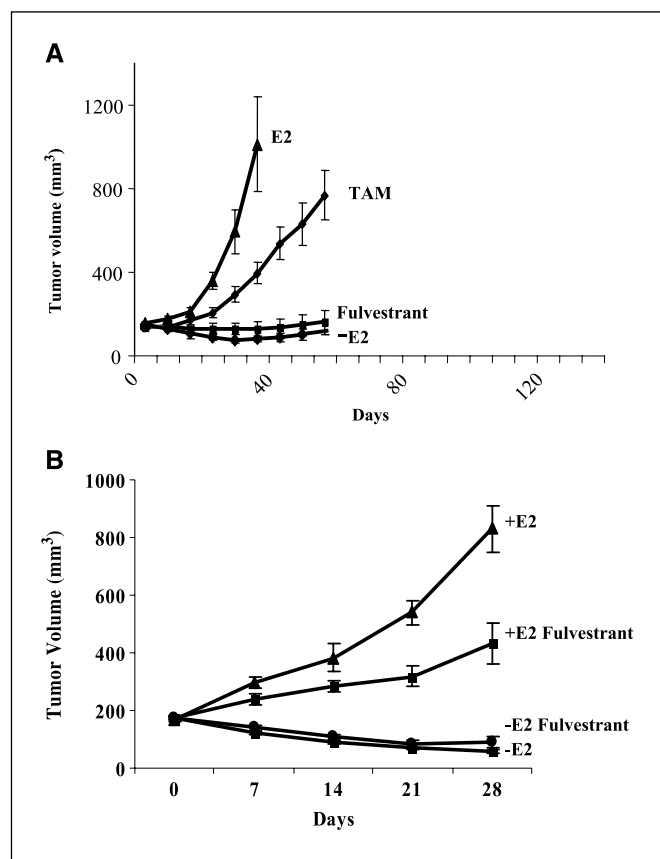 A
Tumor volume (mm³)
1200
800
400
0
E2
TAM
Fulvestrant
−E2
0
40
80
120
Days
B
Tumor Volume (mm³)
1000
800
600
400
200
0
+E2
+E2 Fulvestrant
-E2 Fulvestrant
-E2
0 7 14 21 28
Days